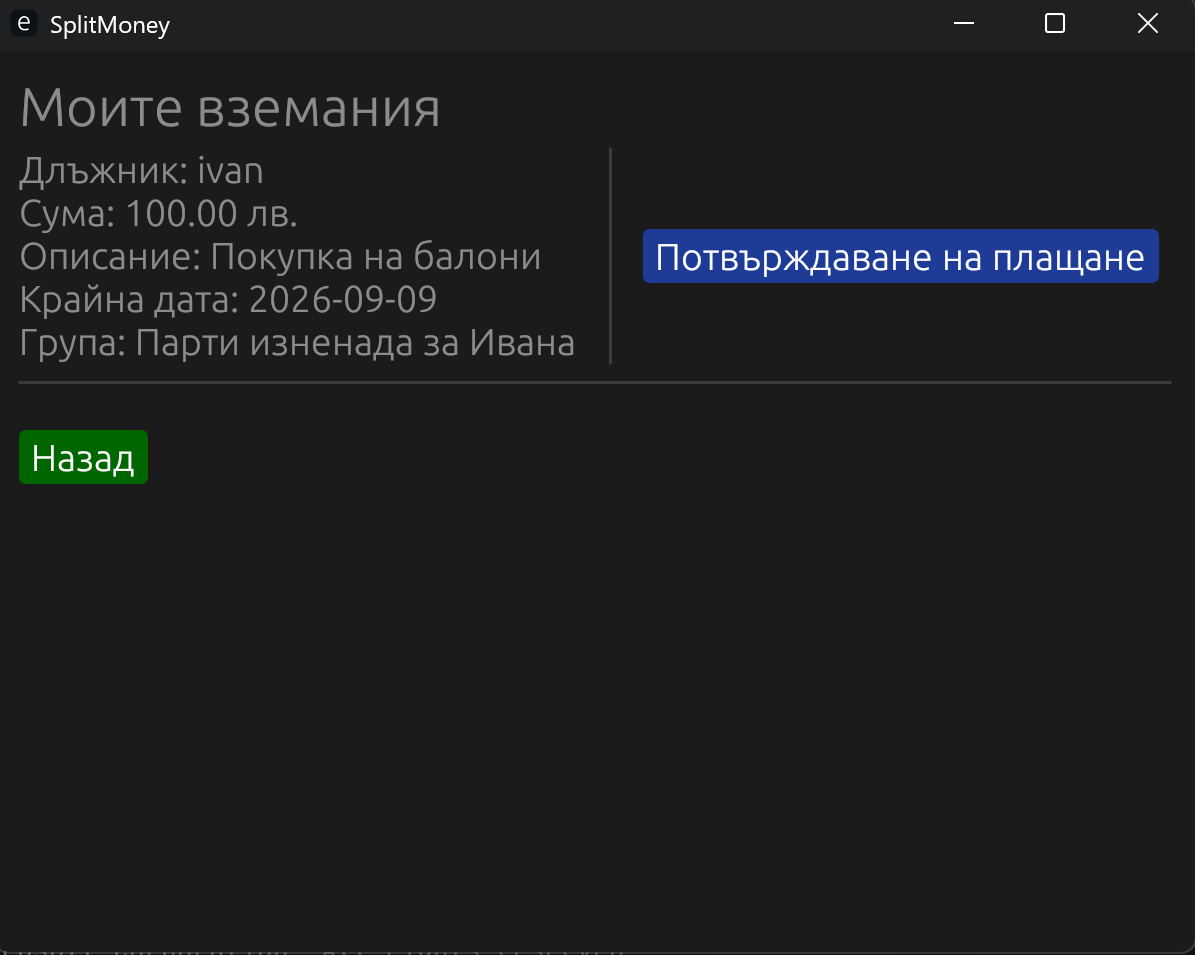 e SplitMoney
Моите вземания
Длъжник: ivan
Сума: 100.00 лв.
Описание: Покупка на балони
Крайна дата: 2026-09-09
Група: Парти изненада за Ивана
Потвърждаване на плащане
Назад